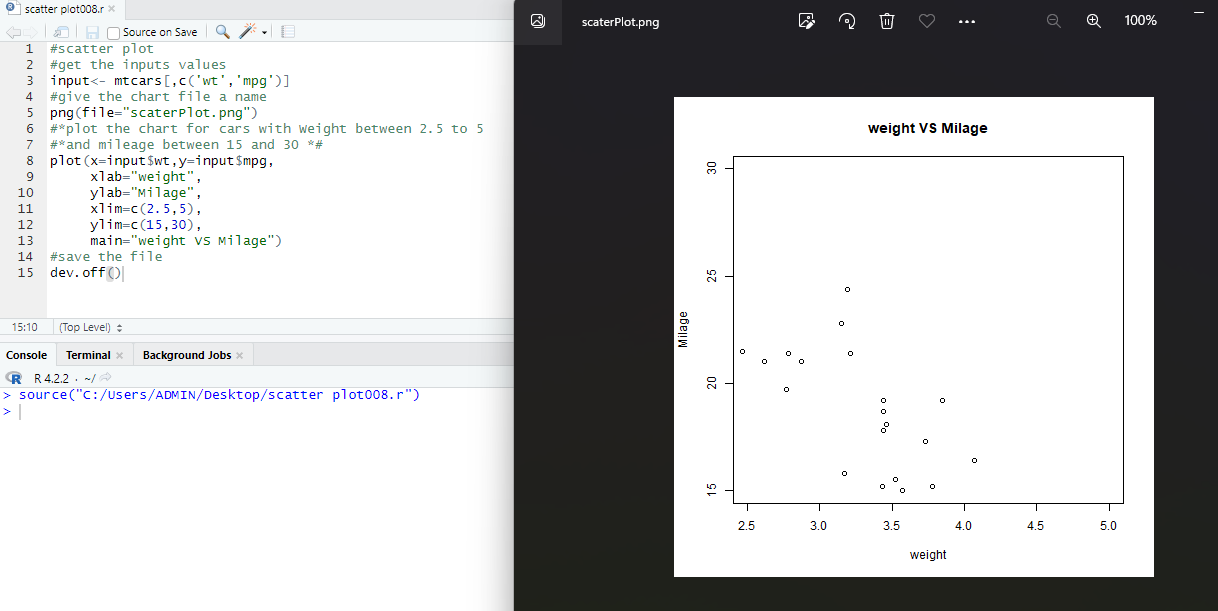 scatter plot008.r
Source on Save
1 #scatter plot
2 #get the inputs values
3 input<- mtcars[,c('wt','mpg')]
4 #give the chart file a name
5 png(file="scaterPlot.png")
6 #*plot the chart for cars with Weight between 2.5 to 5
7 #*and mileage between 15 and 30 *#
8 plot(x=input$wt,y=input$mpg,
9 xlab="weight",
10 ylab="Milage",
11 xlim=c(2.5,5),
12 ylim=c(15,30),
13 main="weight VS Milage")
14 #save the file
15 dev.off()
15:10 (Top Level)
Console Terminal Background Jobs
R R 4.2.2 · ~/
> source("C:/Users/ADMIN/Desktop/scatter plot008.r")
>
scaterPlot.png
100%
weight VS Milage
30
25
20
15
Milage
2.5 3.0 3.5 4.0 4.5 5.0
weight